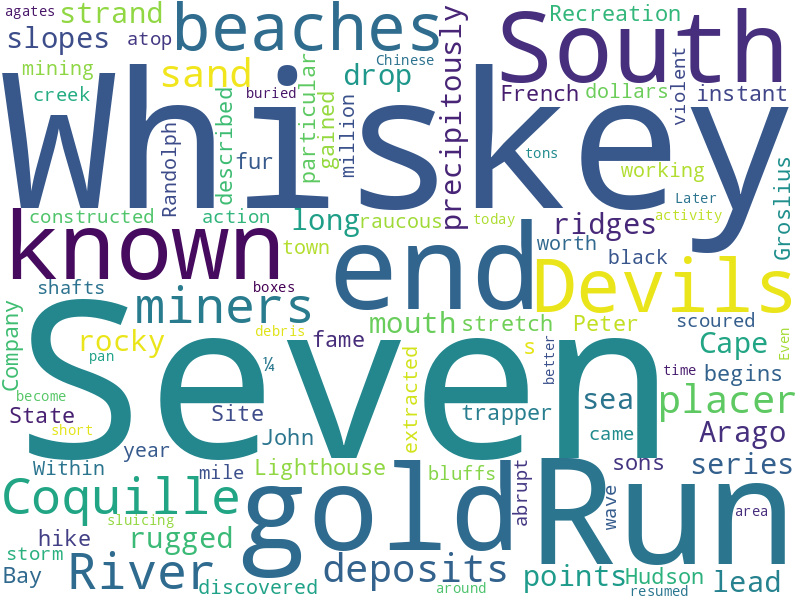 agates strand beaches South Recreation
slopes atop Chinese
mining sand drop precipitously violent
creek buried French dollars instant
Whiskey
Randolph described fur particular gained million tons working
Later
constructed action long raucous today activity Groslius
known town end ridges
worth black
shafts boxes Devils
miners mouth stretch Peter scoured
Company rocky debris fame s Cape Even
pan ¼ better time begins
Seven
become extracted sea placer
State short Site trapper
year John came Arago
Within mile Lighthouse bluffs abrupt sons series
Coquille gold Run
sluicing wave area
hike rugged
storm
Bay River deposits points Hudson lead
discovered around resumed